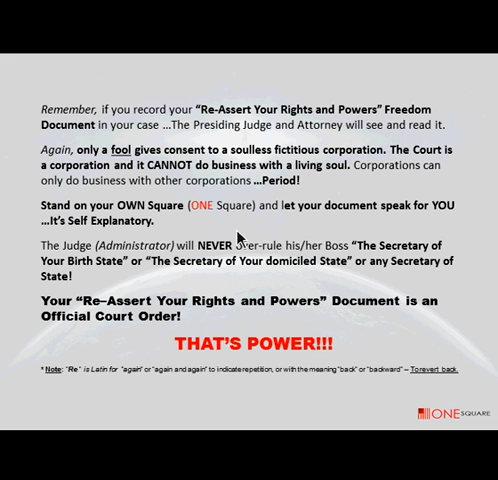 Remember, if you record your “Re-Assert Your Rights and Powers” Freedom
Document in your case …The Presiding Judge and Attorney will see and read it.
Again, only a fool gives consent to a soulless fictitious corporation. The Court is
a corporation and it CANNOT do business with a living soul. Corporations can
only do business with other corporations …Period!
Stand on your OWN Square (ONE Square) and let your document speak for YOU
…It’s Self Explanatory.
The Judge (Administrator) will NEVER over-rule his/her Boss “The Secretary of
Your Birth State” or “The Secretary of Your domiciled State” or any Secretary of
State!
Your “Re–Assert Your Rights and Powers” Document is an
Official Court Order!
THAT’S POWER!!!
* Note: “Re” is Latin for “again” or “again and again” to indicate repetition, or with the meaning “back” or “backward” – To revert back.
ONE SQUARE